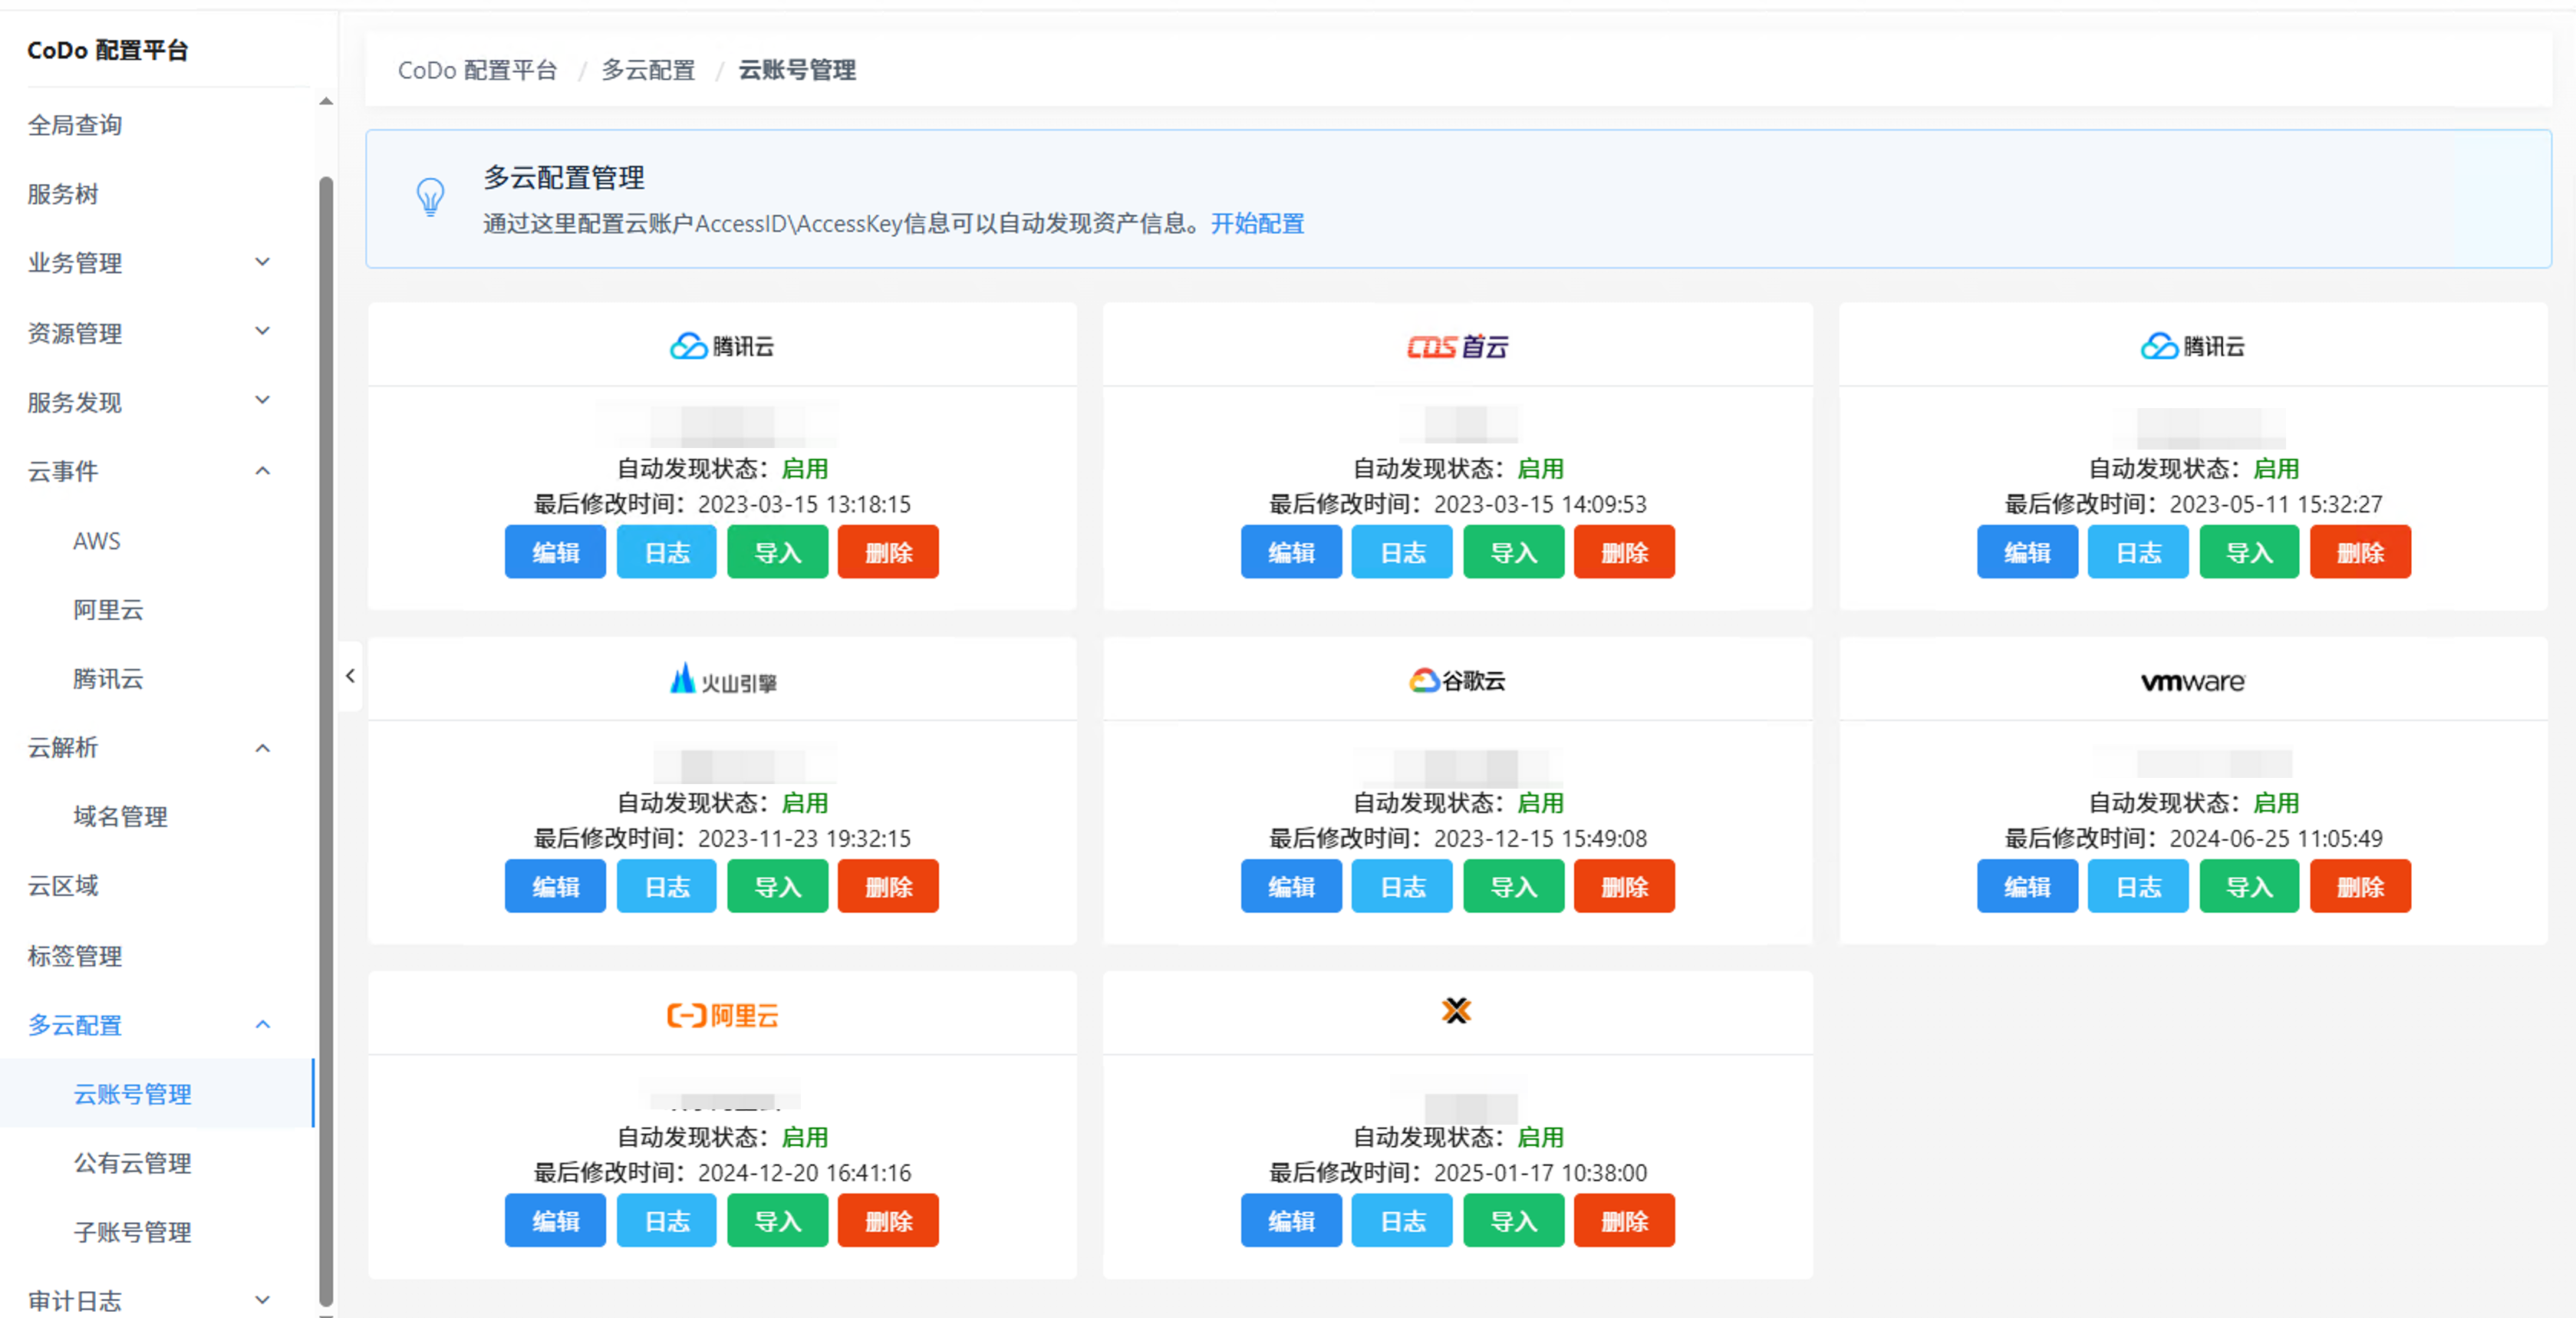 CoDo 配置平台
全局查询
服务树
业务管理
资源管理
服务发现
云事件
AWS
阿里云
腾讯云
云解析
域名管理
云区域
标签管理
多云配置
云账号管理
公有云管理
子账号管理
审计日志
CoDo 配置平台 / 多云配置 / 云账号管理
多云配置管理
通过这里配置云账户AccessID\AccessKey信息可以自动发现资产信息。开始配置
腾讯云
自动发现状态：启用
最后修改时间：2023-03-15 13:18:15
编辑 日志 导入 删除
CDS 首云
自动发现状态：启用
最后修改时间：2023-03-15 14:09:53
编辑 日志 导入 删除
腾讯云
自动发现状态：启用
最后修改时间：2023-05-11 15:32:27
编辑 日志 导入 删除
火山引擎
自动发现状态：启用
最后修改时间：2023-11-23 19:32:15
编辑 日志 导入 删除
谷歌云
自动发现状态：启用
最后修改时间：2023-12-15 15:49:08
编辑 日志 导入 删除
vmware
自动发现状态：启用
最后修改时间：2024-06-25 11:05:49
编辑 日志 导入 删除
阿里云
自动发现状态：启用
最后修改时间：2024-12-20 16:41:16
编辑 日志 导入 删除
自动发现状态：启用
最后修改时间：2025-01-17 10:38:00
编辑 日志 导入 删除